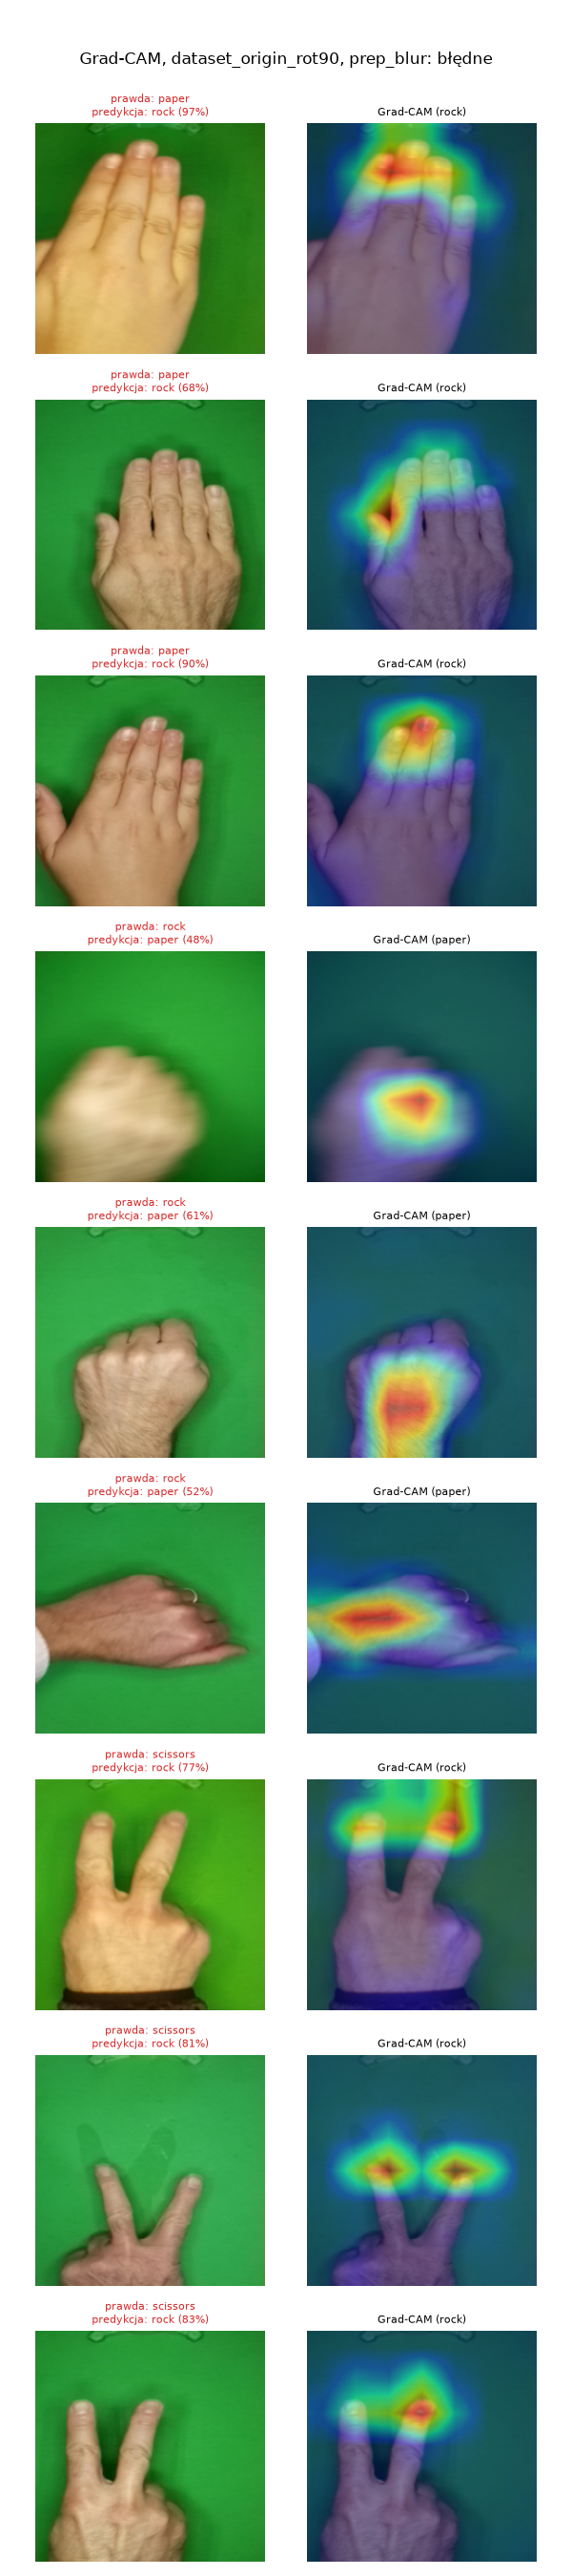 Grad-CAM, dataset_origin_rot90, prep_blur: błędne
prawda: paper
predykcja: rock (97%)
Grad-CAM (rock)
prawda: paper
predykcja: rock (68%)
Grad-CAM (rock)
prawda: paper
predykcja: rock (90%)
Grad-CAM (rock)
prawda: rock
predykcja: paper (48%)
Grad-CAM (paper)
prawda: rock
predykcja: paper (61%)
Grad-CAM (paper)
prawda: rock
predykcja: paper (52%)
Grad-CAM (paper)
prawda: scissors
predykcja: rock (77%)
Grad-CAM (rock)
prawda: scissors
predykcja: rock (81%)
Grad-CAM (rock)
prawda: scissors
predykcja: rock (83%)
Grad-CAM (rock)